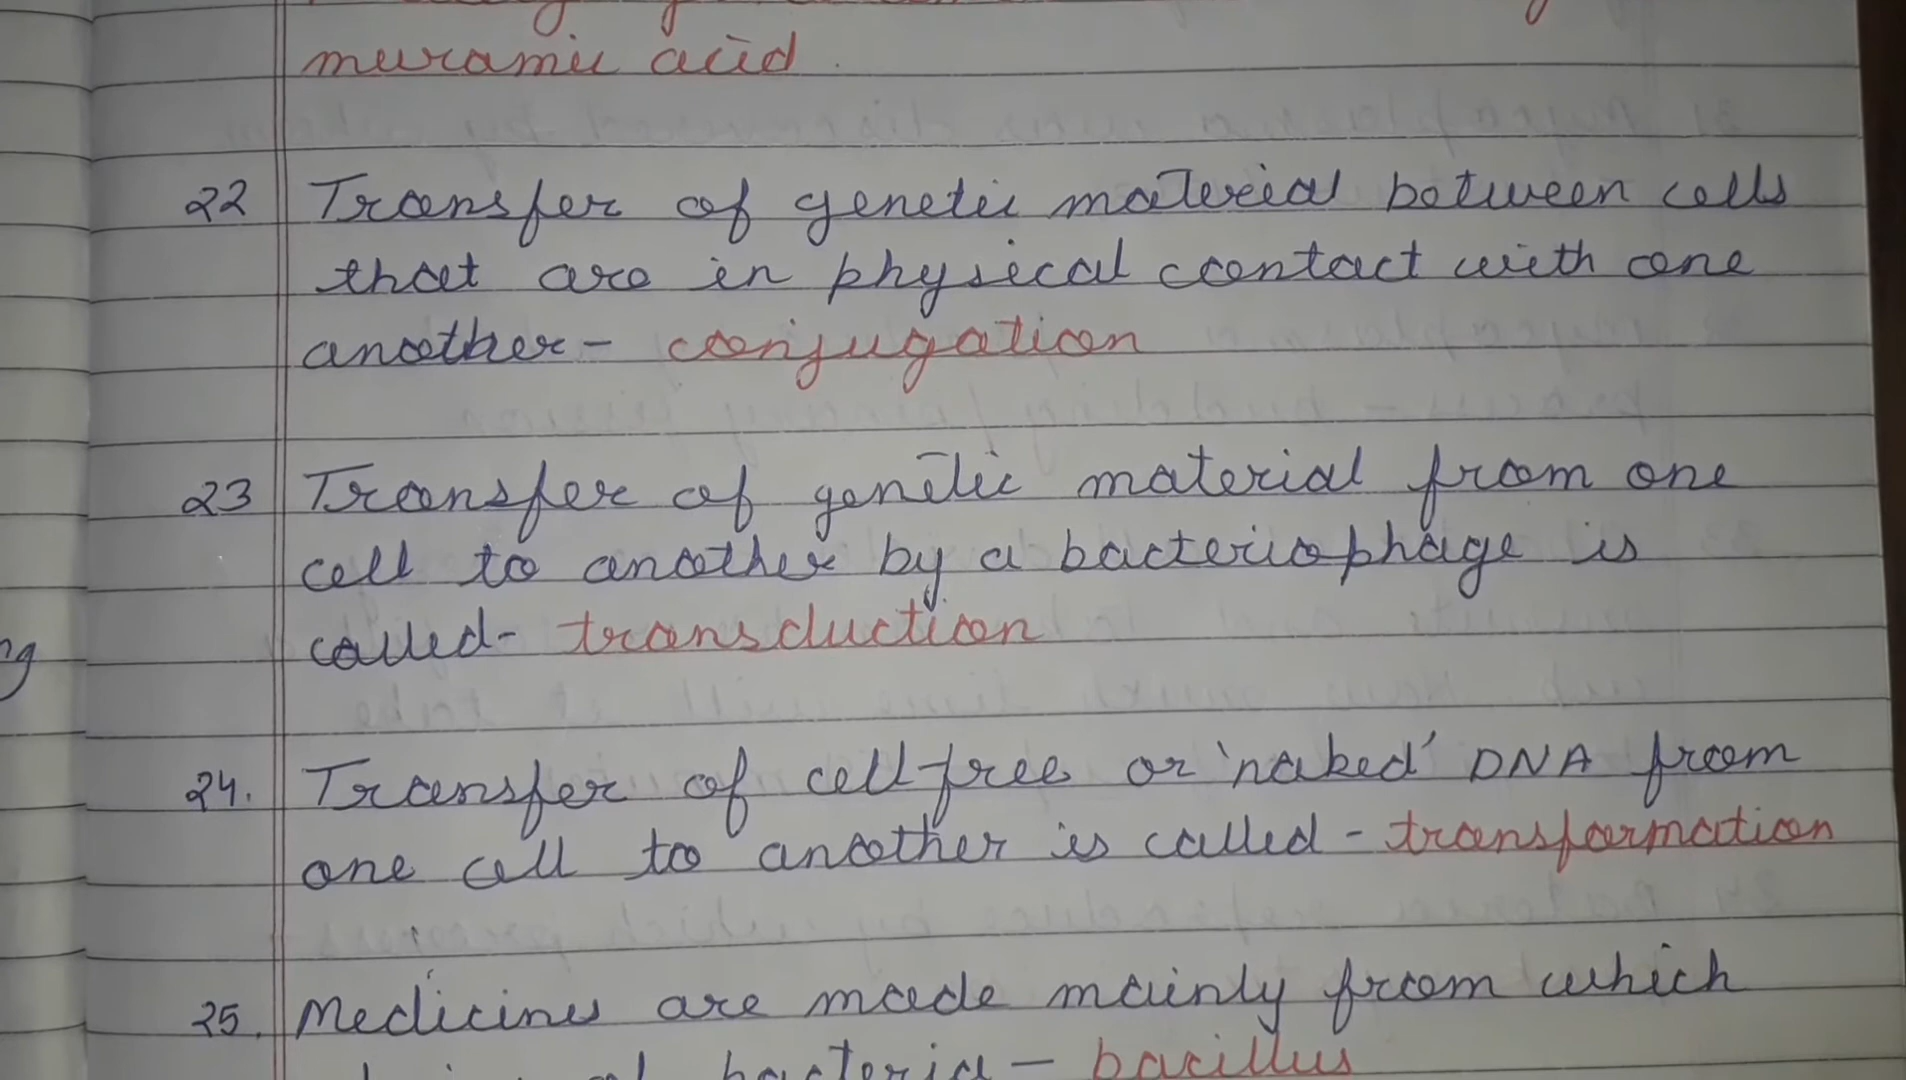 muramic acid.
22 Transfer of genetic material between cells
that are in physical contact with one
another - conjugation
23 Transfer of genetic material from one
cell to another by a bacteriophage is
called - transduction
24. Transfer of cell-free or 'naked' DNA from
one cell to another is called - transformation
25. Medicines are made mainly from which
bacteria - bacillus